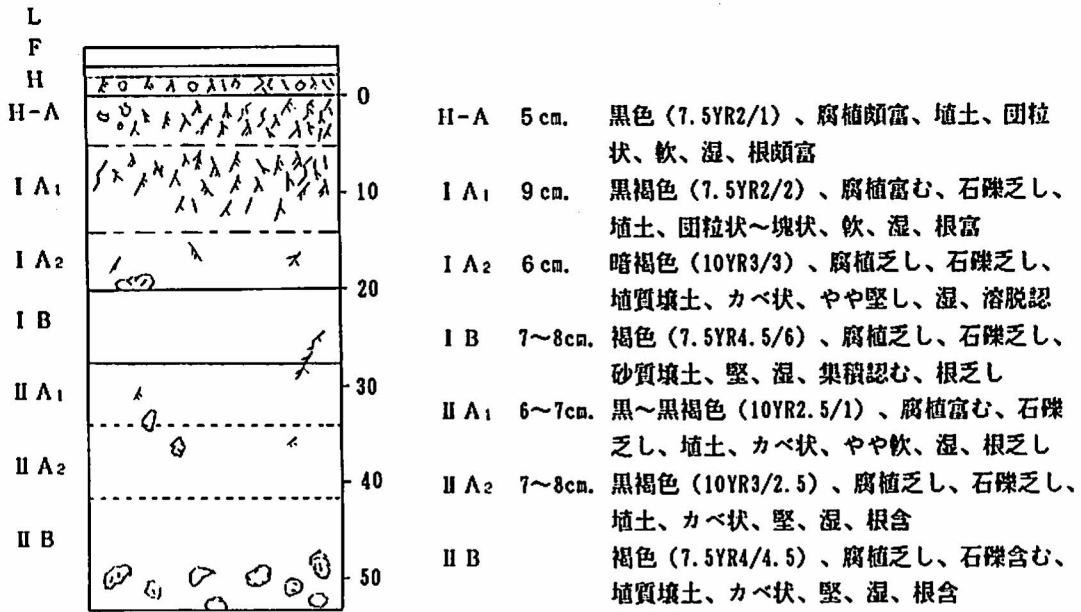 L
F
H
H-A
I A₁
I A₂
I B
II A₁
II A₂
II B
0
10
20
30
40
50
H-A 5cm. 黒色（7.5YR2/1）、腐植頗富、埴土、団粒
状、軟、湿、根頗富
I A₁ 9cm. 黒褐色（7.5YR2/2）、腐植富む、石礫乏し、
埴土、団粒状～塊状、軟、湿、根富
I A₂ 6cm. 暗褐色（10YR3/3）、腐植乏し、石礫乏し、
埴質壌土、カベ状、やや堅し、湿、溶脱認
I B 7～8cm. 褐色（7.5YR4.5/6）、腐植乏し、石礫乏し、
砂質壌土、堅、湿、集積認む、根乏し
II A₁ 6～7cm. 黒～黒褐色（10YR2.5/1）、腐植富む、石礫
乏し、埴土、カベ状、やや軟、湿、根乏し
II A₂ 7～8cm. 黒褐色（10YR3/2.5）、腐植乏し、石礫乏し、
埴土、カベ状、堅、湿、根含
II B 褐色（7.5YR4/4.5）、腐植乏し、石礫含む、
埴質壌土、カベ状、堅、湿、根含